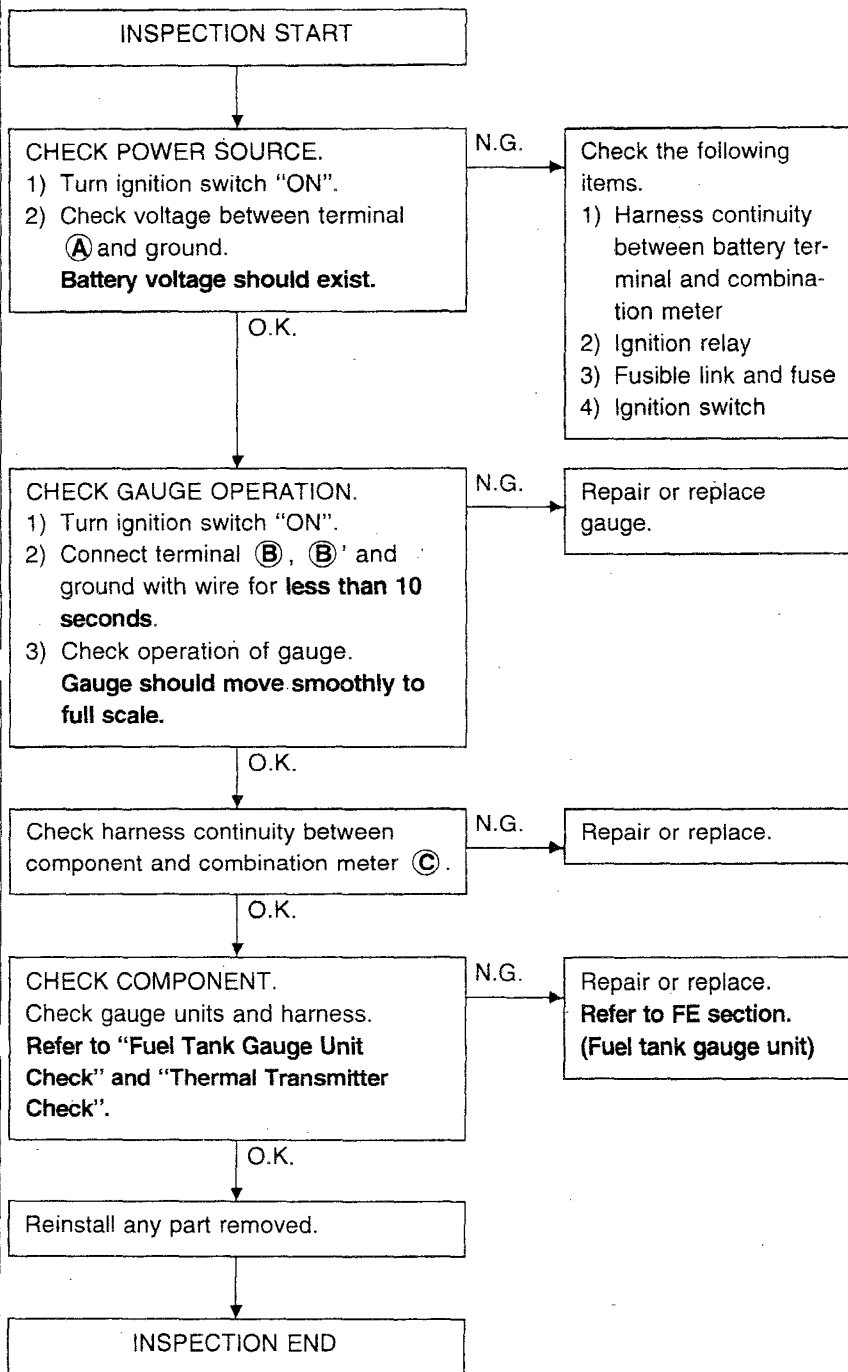 INSPECTION START
CHECK POWER SOURCE.
1) Turn ignition switch "ON".
2) Check voltage between terminal
Ⓐ and ground.
Battery voltage should exist.
N.G.
Check the following
items.
1) Harness continuity
between battery ter-
minal and combina-
tion meter
2) Ignition relay
3) Fusible link and fuse
4) Ignition switch
O.K.
CHECK GAUGE OPERATION.
1) Turn ignition switch "ON".
2) Connect terminal Ⓑ, Ⓑ' and
ground with wire for less than 10
seconds.
3) Check operation of gauge.
Gauge should move smoothly to
full scale.
N.G.
Repair or replace
gauge.
O.K.
Check harness continuity between
component and combination meter Ⓒ.
N.G.
Repair or replace.
O.K.
CHECK COMPONENT.
Check gauge units and harness.
Refer to "Fuel Tank Gauge Unit
Check" and "Thermal Transmitter
Check".
N.G.
Repair or replace.
Refer to FE section.
(Fuel tank gauge unit)
O.K.
Reinstall any part removed.
INSPECTION END